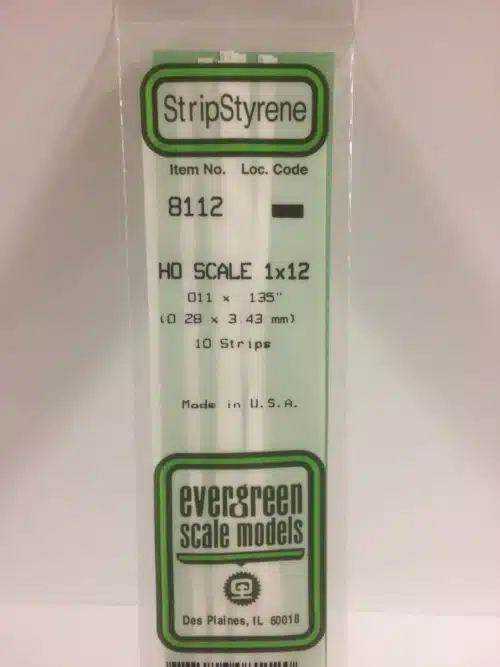 StripStyrene
Item No. Loc. Code
8112
HO SCALE 1x12
.011 x .135"
(0.28 x 3.43 mm)
10 Strips
Made in U.S.A.
evergreen
scale models
Des Plaines, IL 60018